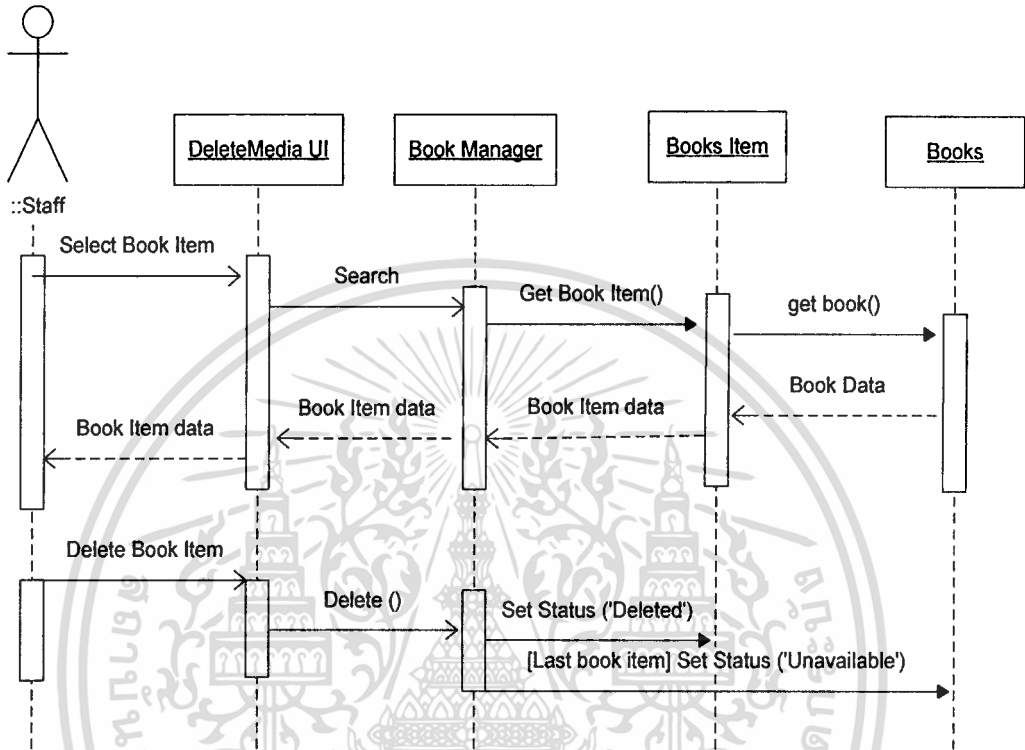 DeleteMedia UI
Book Manager
Books Item
Books
::Staff
Select Book Item
Search
Get Book Item()
get book()
Book Data
Book Item data
Book Item data
Book Item data
Delete Book Item
Delete ()
Set Status ('Deleted')
[Last book item] Set Status ('Unavailable')